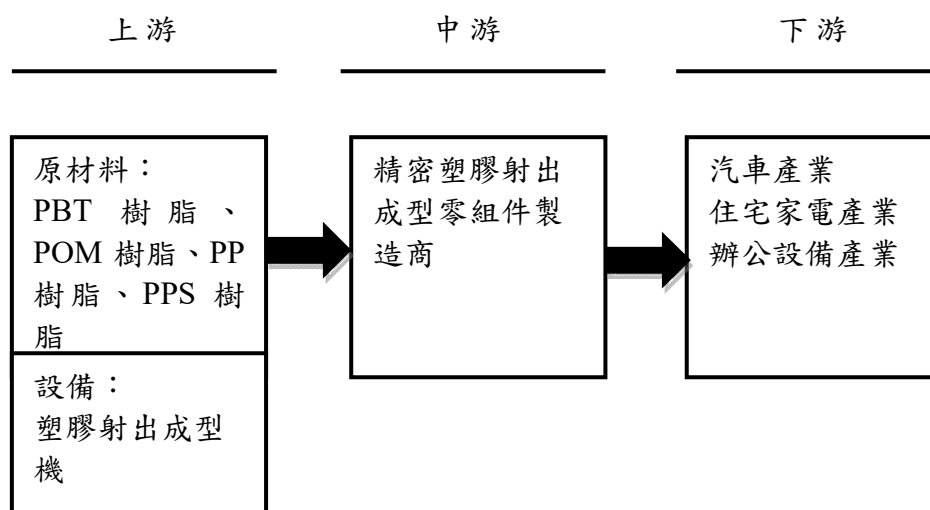 上游
中游
下游
原材料：
PBT 樹脂、
POM 樹脂、PP
樹脂、PPS 樹
脂
設備：
塑膠射出成型
機
精密塑膠射出
成型零組件製
造商
汽車產業
住宅家電產業
辦公設備產業